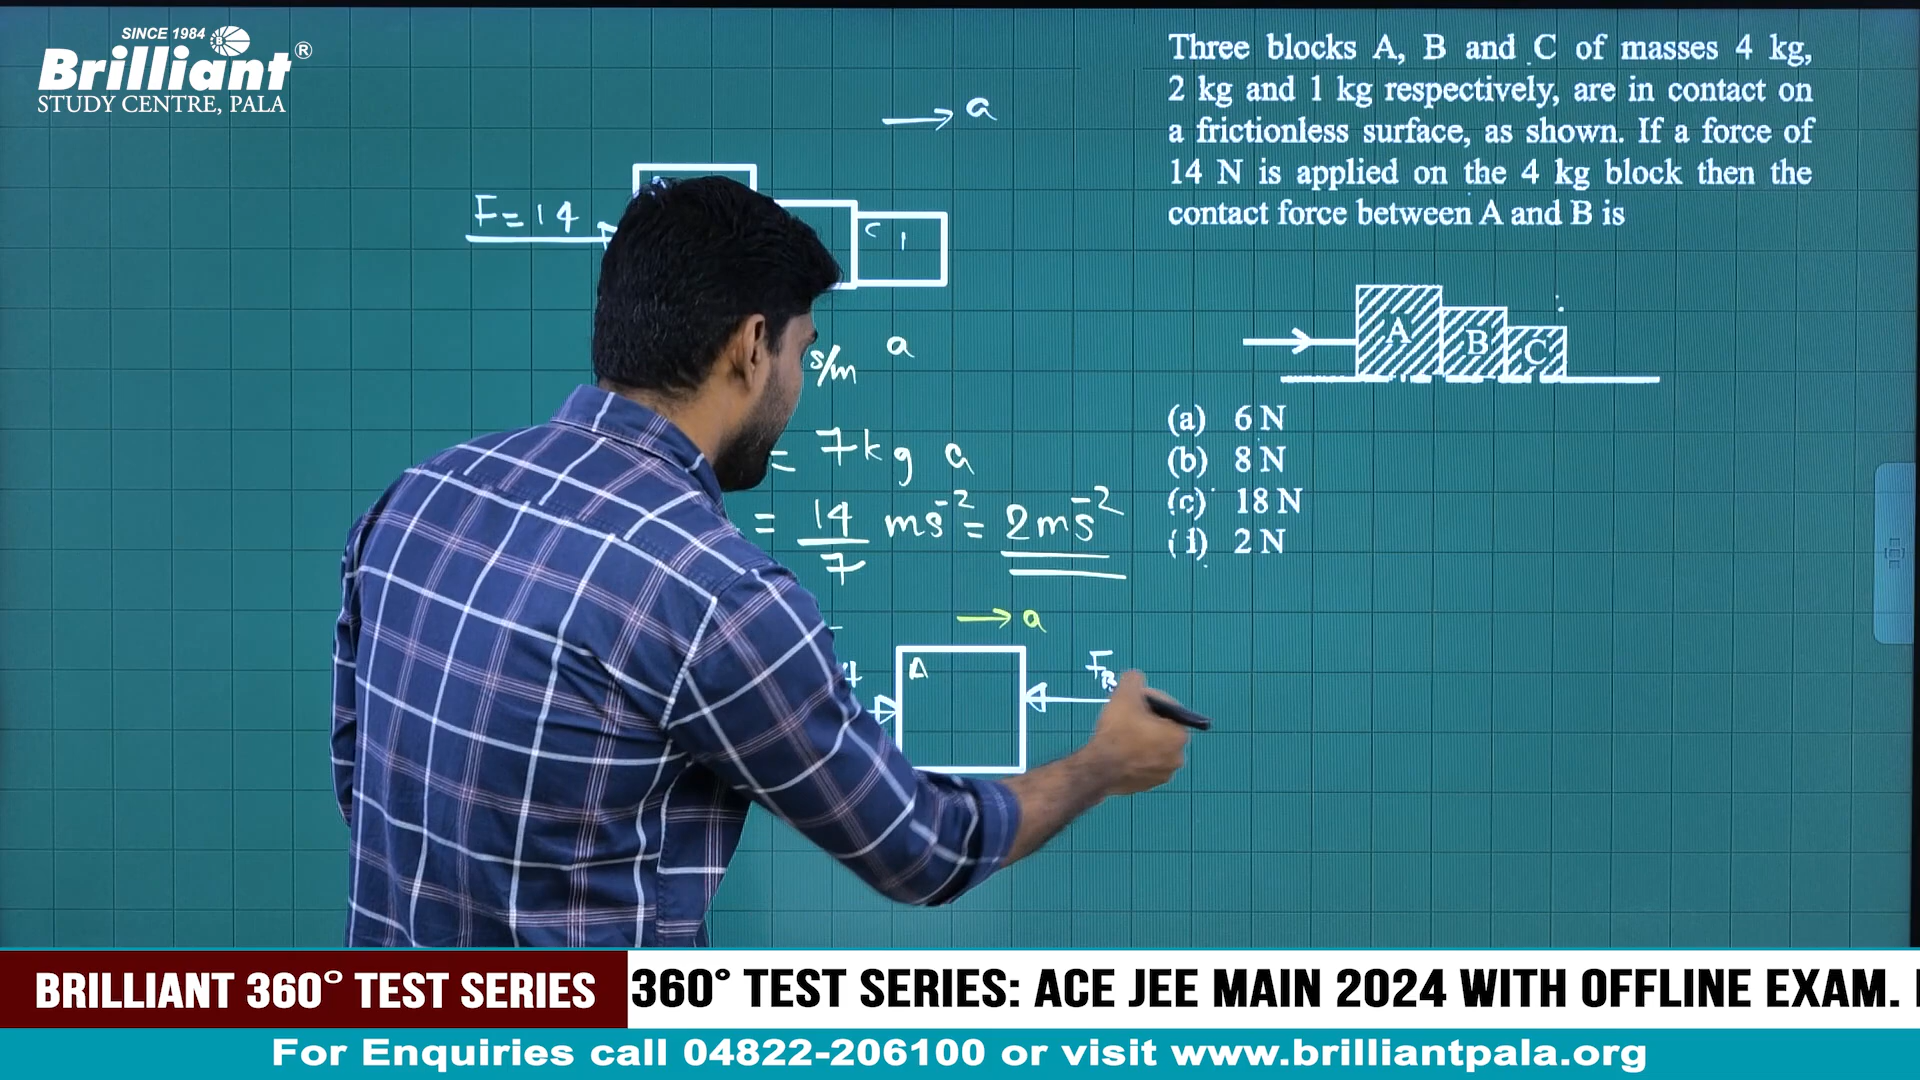 SINCE 1984
Brilliant®
STUDY CENTRE, PALA
Three blocks A, B and C of masses 4 kg,
2 kg and 1 kg respectively, are in contact on
a frictionless surface, as shown. If a force of
14 N is applied on the 4 kg block then the
contact force between A and B is
A
B
C
(a) 6 N
(b) 8 N
(c) 18 N
2 N
a
F = 14
C 1
s/m a
= 7kg a
= 14/7 ms⁻² = 2ms⁻²
a
A
BRILLIANT 360° TEST SERIES
360° TEST SERIES: ACE JEE MAIN 2024 WITH OFFLINE EXAM.
For Enquiries call 04822-206100 or visit www.brilliantpala.org